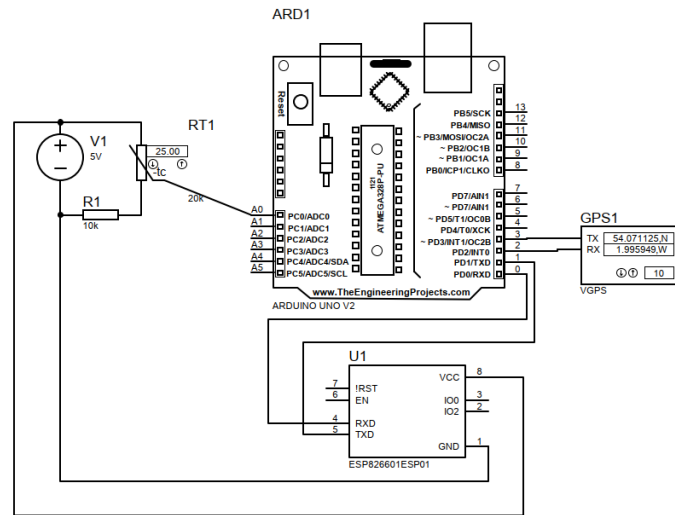 ARD1
Reset
1121
ATMEGA328P-PU
PB5/SCK 13
PB4/MISO 12
~ PB3/MOSI/OC2A 11
~ PB2/OC1B 10
~ PB1/OC1A 9
PB0/ICP1/CLKO 8
PD7/AIN1 7
~ PD7/AIN1 6
~ PD5/T1/OC0B 5
PD4/T0/XCK 4
~ PD3/INT1/OC2B 3
PD2/INT0 2
PD1/TXD 1
PD0/RXD 0
A0 PC0/ADC0
A1 PC1/ADC1
A2 PC2/ADC2
A3 PC3/ADC3
A4 PC4/ADC4/SDA
A5 PC5/ADC5/SCL
www.TheEngineeringProjects.com
ARDUINO UNO V2
V1
5V
RT1
25.00
-tc
20k
R1
10k
GPS1
TX 54.071125,N
RX 1.995949,W
10
VGPS
U1
7 !RST
6 EN
4 RXD
5 TXD
VCC 8
IO0 3
IO2 2
GND 1
ESP826601ESP01